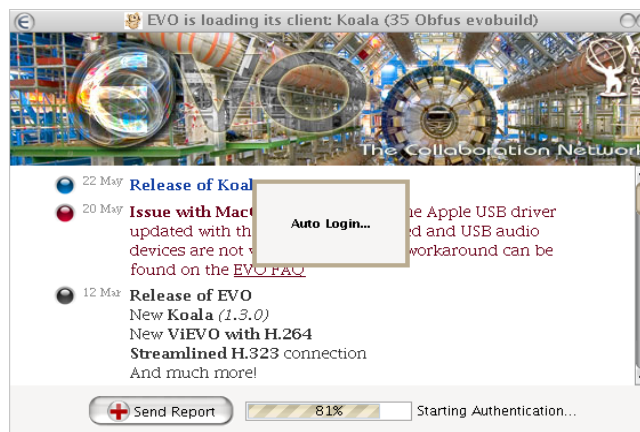 EVO is loading its client: Koala (35 Obfus evobuild)
EVO
The Collaboration Network
22 May Release of Koal
20 May Issue with Mac he Apple USB driver
updated with th ed and USB audio
devices are not workaround can be
found on the EVO FAQ
Auto Login...
12 Mar Release of EVO
New Koala (1.3.0)
New ViEVO with H.264
Streamlined H.323 connection
And much more!
Send Report 81% Starting Authentication...